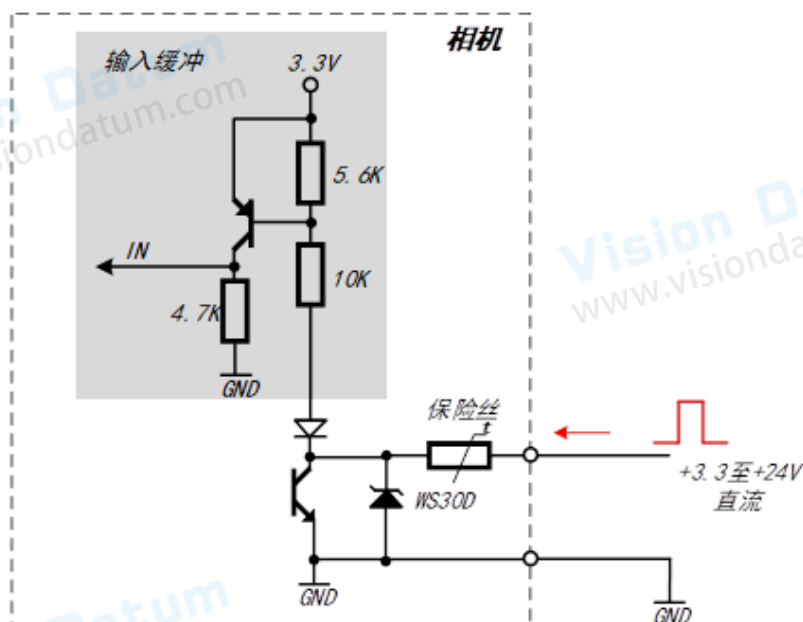 相机
输入缓冲
3.3V
5.6K
IN
10K
4.7K
GND
保险丝
t
WS30D
+3.3至+24V
直流
GND
GND
Vision Datum
www.visiondatum.com